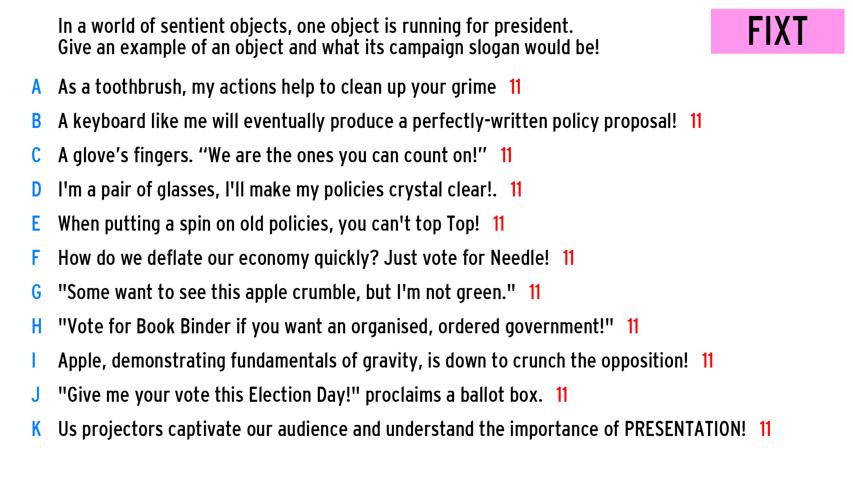 In a world of sentient objects, one object is running for president.
Give an example of an object and what its campaign slogan would be!
FIXT
A As a toothbrush, my actions help to clean up your grime 11
B A keyboard like me will eventually produce a perfectly-written policy proposal! 11
C A glove's fingers. “We are the ones you can count on!” 11
D I'm a pair of glasses, I'll make my policies crystal clear!. 11
E When putting a spin on old policies, you can't top Top! 11
F How do we deflate our economy quickly? Just vote for Needle! 11
G "Some want to see this apple crumble, but I'm not green." 11
H "Vote for Book Binder if you want an organised, ordered government!" 11
I Apple, demonstrating fundamentals of gravity, is down to crunch the opposition! 11
J "Give me your vote this Election Day!" proclaims a ballot box. 11
K Us projectors captivate our audience and understand the importance of PRESENTATION! 11